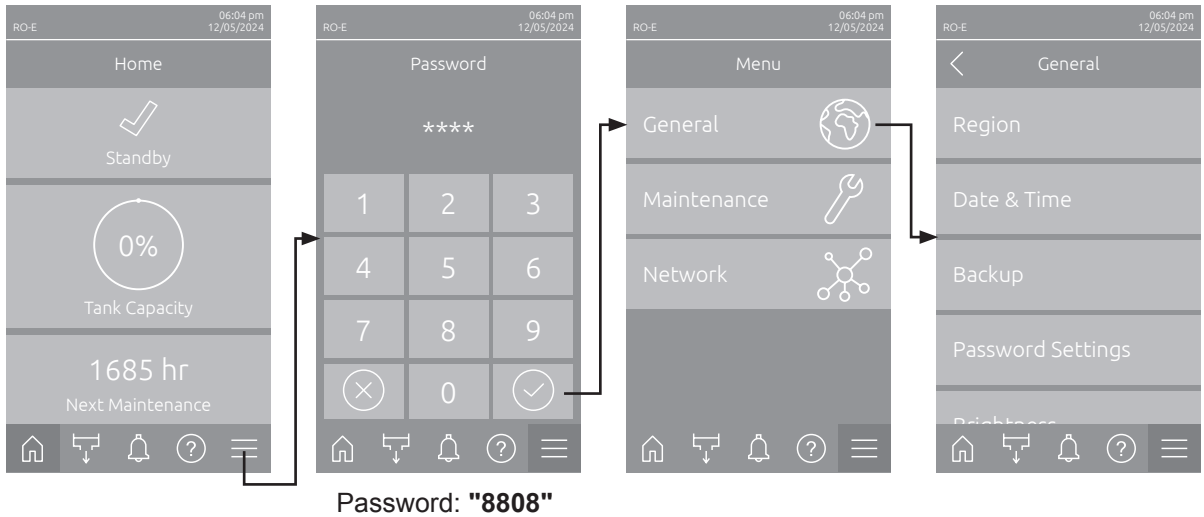 RO-E
06:04 pm
12/05/2024
Home
Standby
0%
Tank Capacity
1685 hr
Next Maintenance
?
RO-E
06:04 pm
12/05/2024
Password
****
1 2 3
4 5 6
7 8 9
0
?
RO-E
06:04 pm
12/05/2024
Menu
General
Maintenance
Network
?
RO-E
06:04 pm
12/05/2024
General
Region
Date & Time
Backup
Password Settings
Brightness
?
Password: "8808"